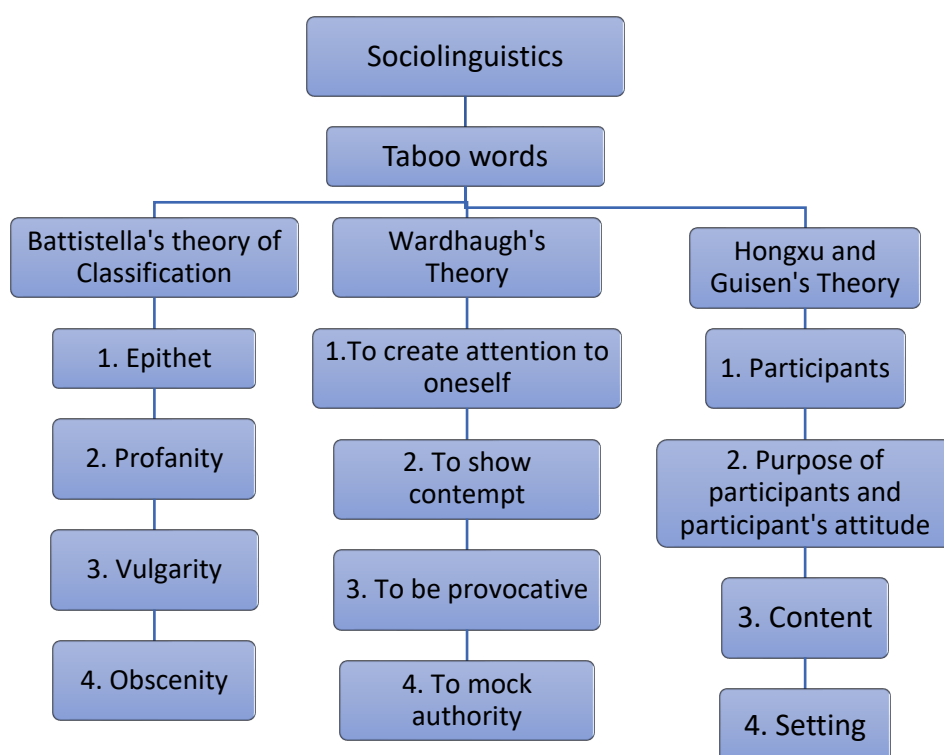 Sociolinguistics
Taboo words
Battistella's theory of
Classification
1. Epithet
2. Profanity
3. Vulgarity
4. Obscenity
Wardhaugh's
Theory
1.To create attention to
oneself
2. To show
contempt
3. To be provocative
4. To mock
authority
Hongxu and
Guisen's Theory
1. Participants
2. Purpose of
participants and
participant's attitude
3. Content
4. Setting